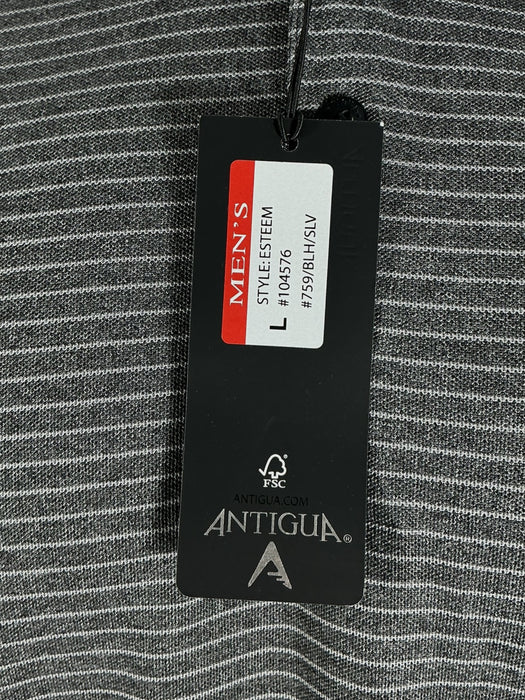 MEN'S
STYLE: ESTEEM
#104576
L
#759/BLH/SLV
FSC
ANTIGUA.COM
ANTIGUA®